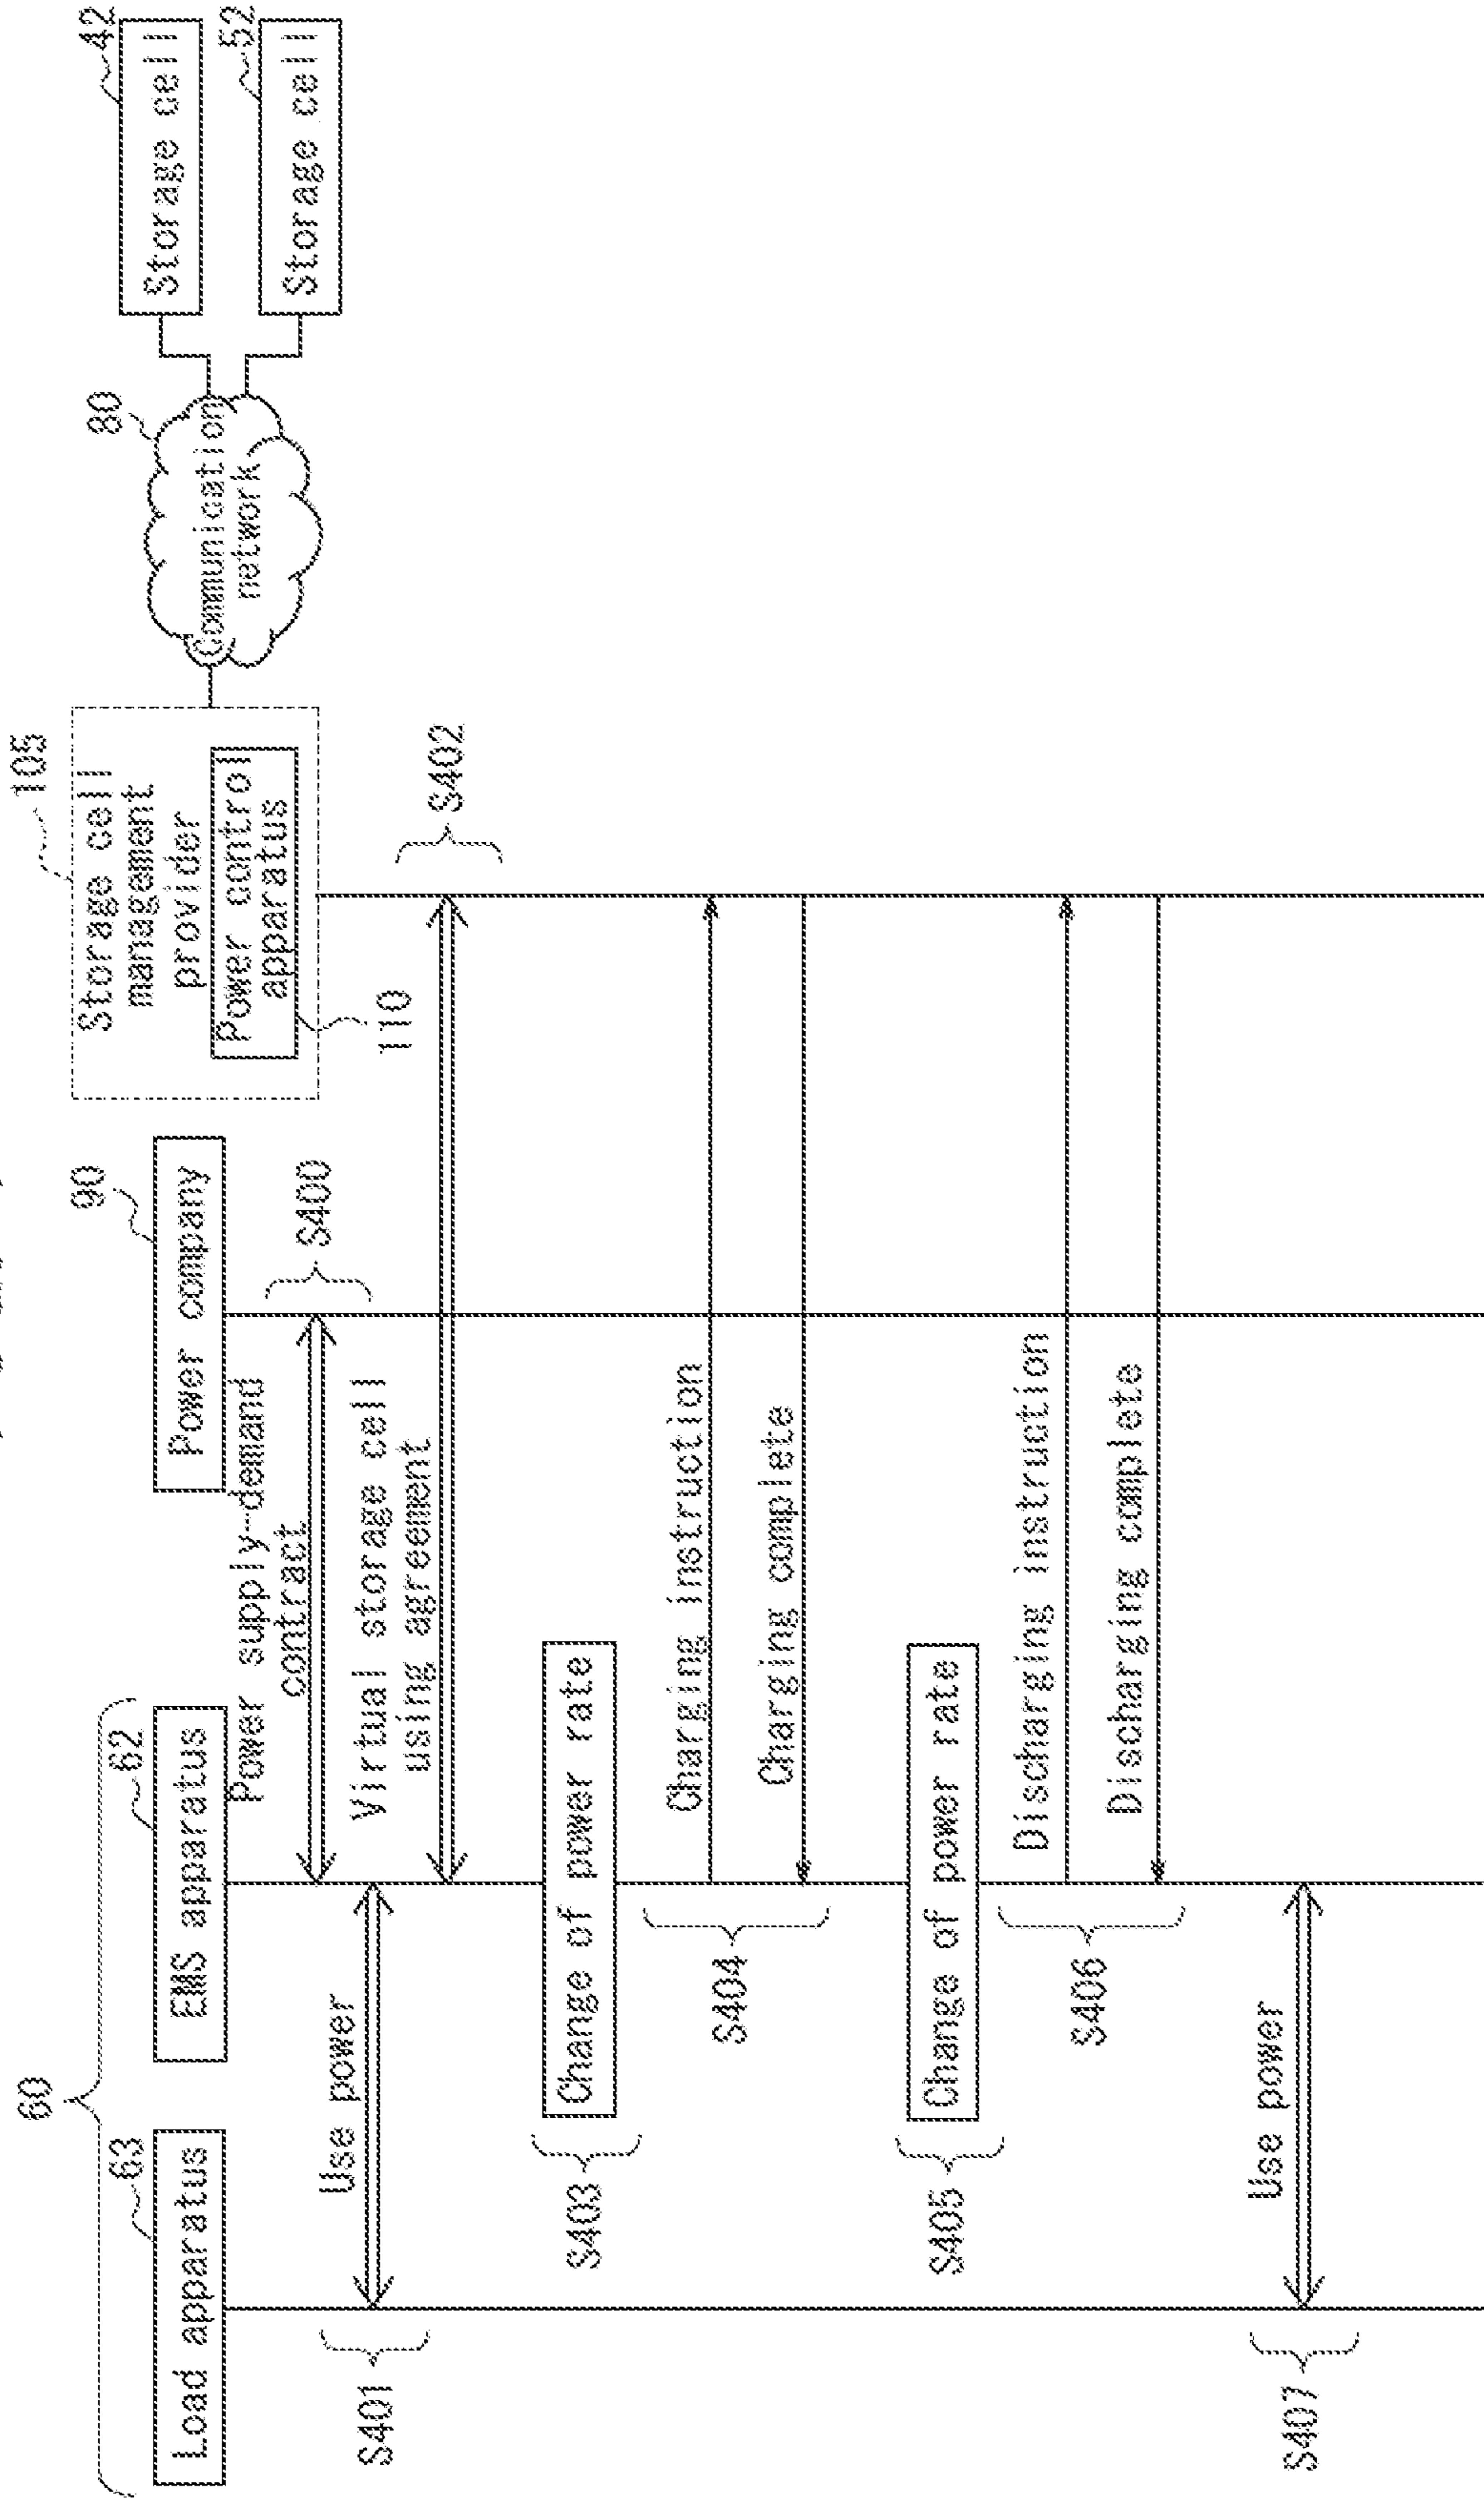 60
63
Load apparatus
62
EMS apparatus
90
Power company
105
Storage cell
management
provider
Power control
apparatus
110
80
Communication
network
42
Storage cell
52
Storage cell
Power supply-demand
contract
S400
Use power
S401
Virtual storage cell
using agreement
S402
Change of power rate
S403
Charging instruction
Charging complete
S404
Change of power rate
S405
Discharging instruction
Discharging complete
S406
Use power
S407